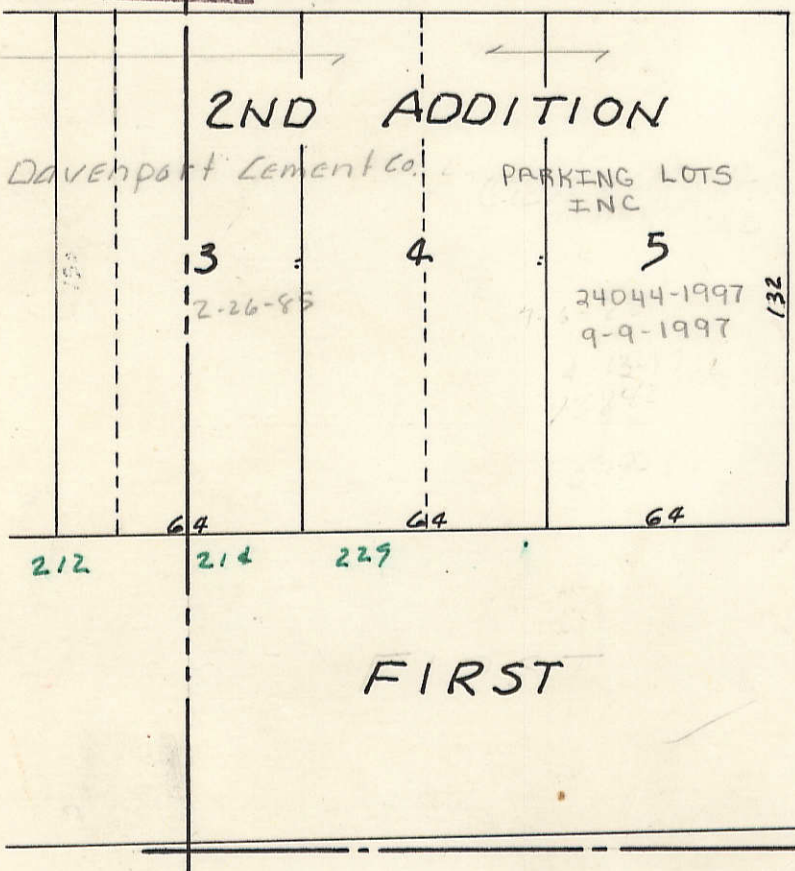 2ND ADDITION
Davenport Cement Co.
PARKING LOTS
INC
3
4
5
2-26-85
24044-1997
9-9-1997
132
64
64
64
212
214
229
FIRST